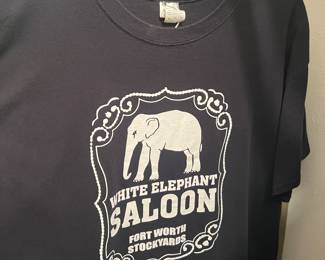 WHITE ELEPHANT
SALOON
FORT WORTH
STOCKYARDS